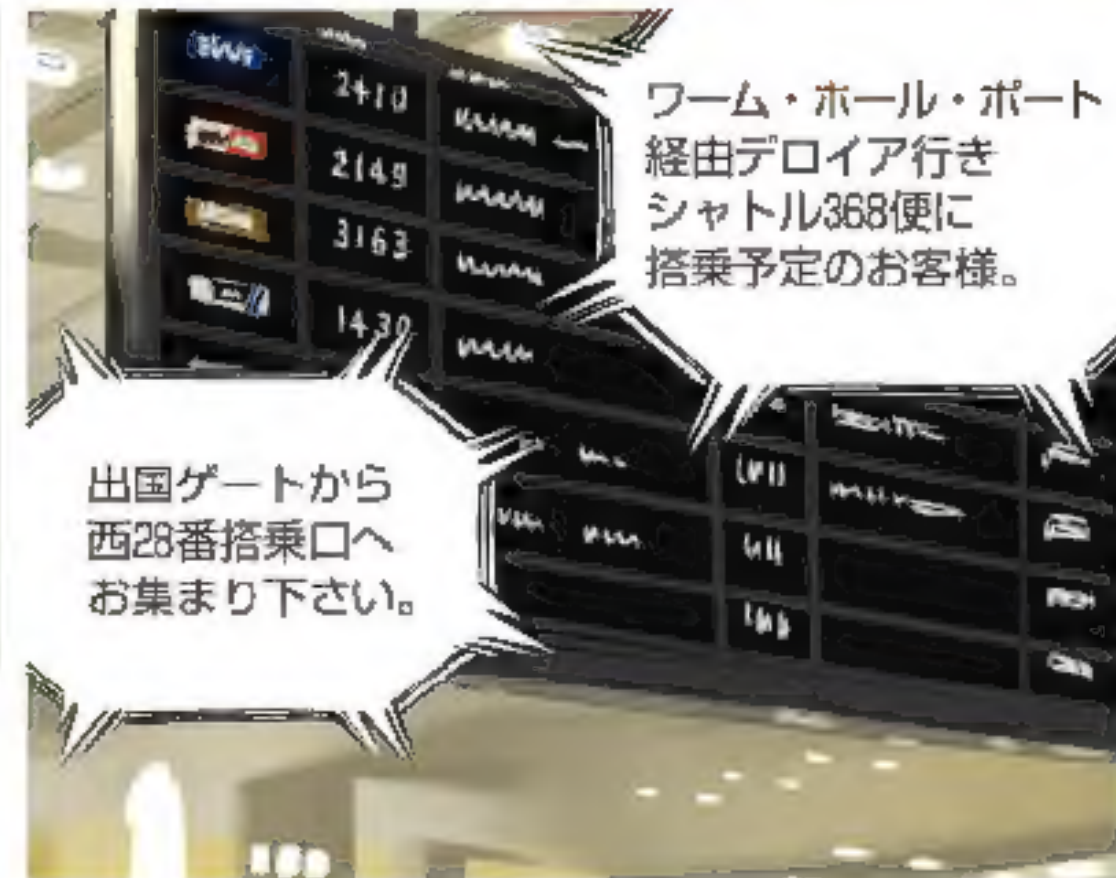 ワーム・ホール・ポート
経由デロイア行き
シャトル368便に
搭乗予定のお客様。
出国ゲートから
西28番搭乗口へ
お集まり下さい。
2410
2149
3163
1430